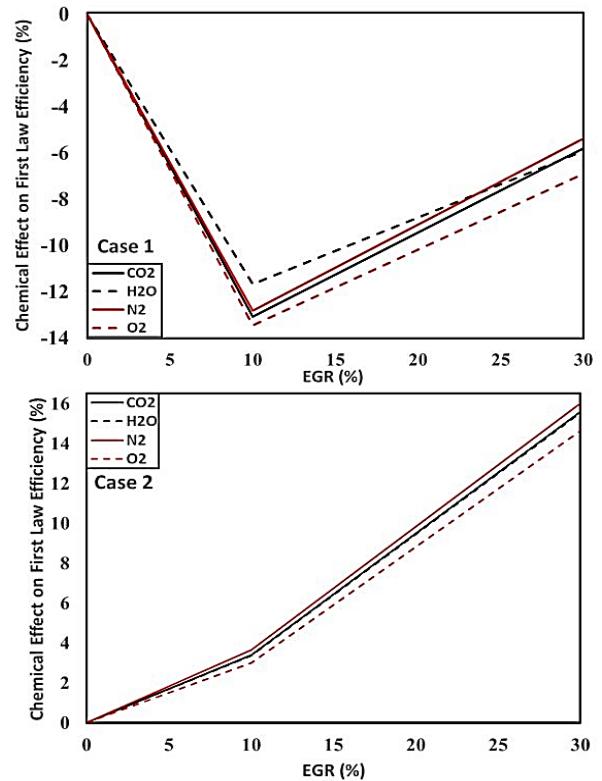 Chemical Effect on First Law Efficiency (%)
0
-2
-4
-6
-8
-10
-12
-14
Case 1
CO2
H2O
N2
O2
0 5 10 15 20 25 30
EGR (%)
Chemical Effect on First Law Efficiency (%)
16
14
12
10
8
6
4
2
0
CO2
H2O
N2
O2
Case 2
0 5 10 15 20 25 30
EGR (%)